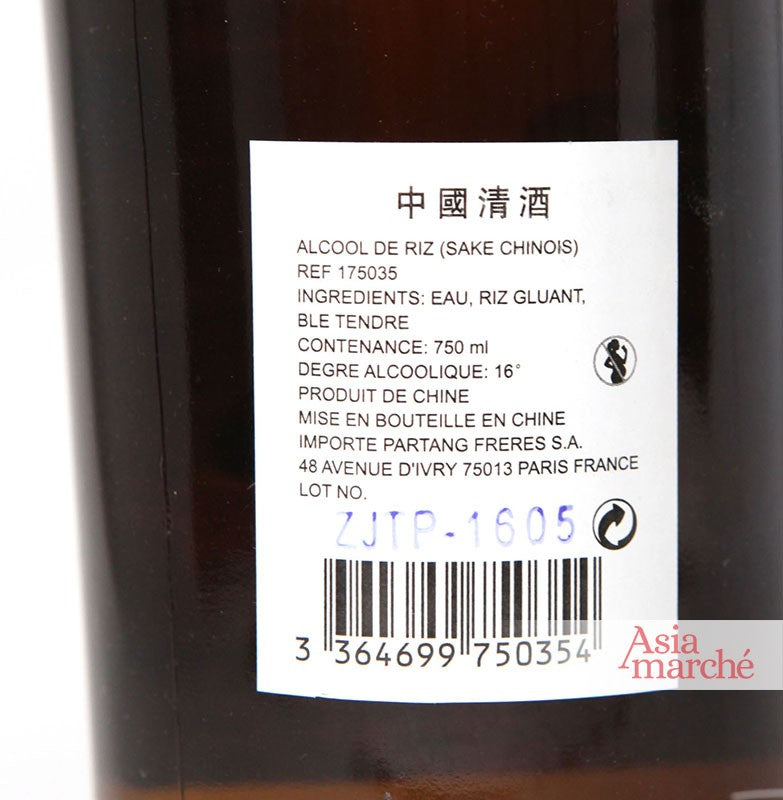 中國清酒
ALCOOL DE RIZ (SAKE CHINOIS)
REF 175035
INGREDIENTS: EAU, RIZ GLUANT,
BLE TENDRE
CONTENANCE: 750 ml
DEGRE ALCOOLIQUE: 16°
PRODUIT DE CHINE
MISE EN BOUTEILLE EN CHINE
IMPORTE PARTANG FRERES S.A.
48 AVENUE D'IVRY 75013 PARIS FRANCE
LOT NO.
ZJTP-1605
3 364699 750354
Asia
marché